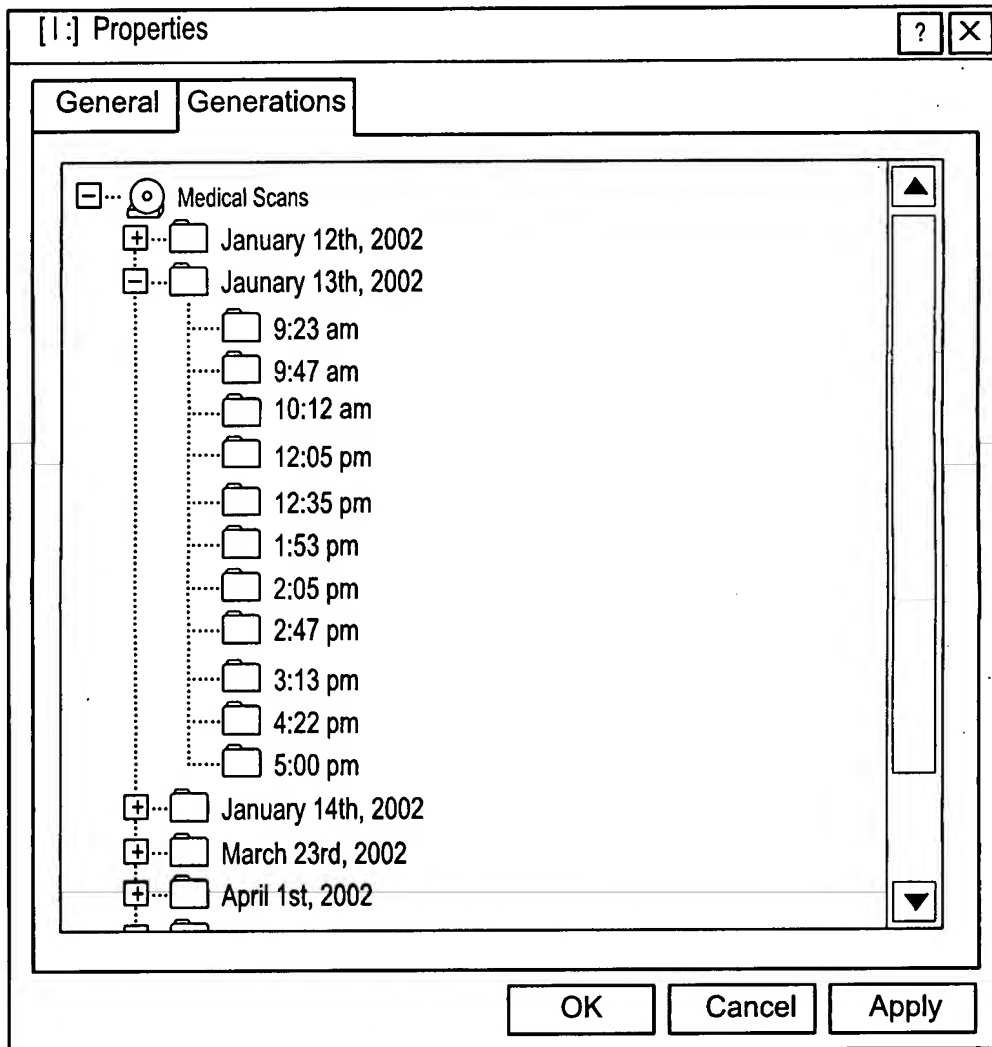 [I:] Properties
?
General Generations
Medical Scans
January 12th, 2002
Jaunary 13th, 2002
9:23 am
9:47 am
10:12 am
12:05 pm
12:35 pm
1:53 pm
2:05 pm
2:47 pm
3:13 pm
4:22 pm
5:00 pm
January 14th, 2002
March 23rd, 2002
April 1st, 2002
OK Cancel Apply